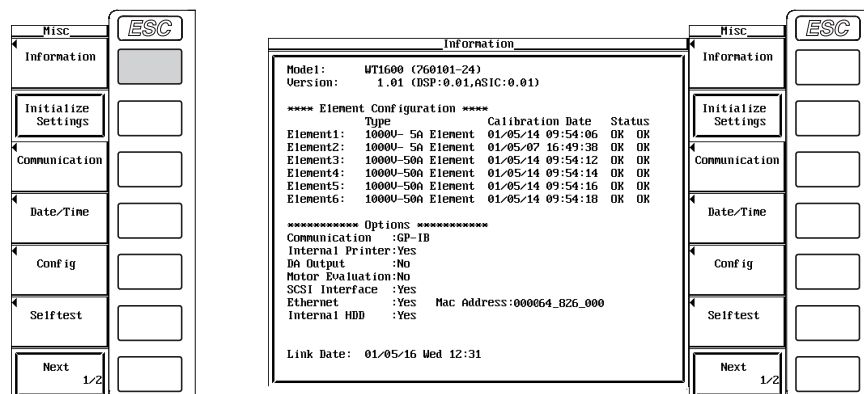 Misc
ESC
Information
Initialize
Settings
Communication
Date/Time
Config
Selftest
Next
1/2
Information
Model: WT1600 (760101-24)
Version: 1.01 (DSP:0.01,ASIC:0.01)
**** Element Configuration ****
Type Calibration Date Status
Element1: 1000V- 5A Element 01/05/14 09:54:06 OK OK
Element2: 1000V- 5A Element 01/05/07 16:49:38 OK OK
Element3: 1000V-50A Element 01/05/14 09:54:12 OK OK
Element4: 1000V-50A Element 01/05/14 09:54:14 OK OK
Element5: 1000V-50A Element 01/05/14 09:54:16 OK OK
Element6: 1000V-50A Element 01/05/14 09:54:18 OK OK
*********** Options ***********
Communication :GP-IB
Internal Printer:Yes
DA Output :No
Motor Evaluation:No
SCSI Interface :Yes
Ethernet :Yes Mac Address:000064_826_000
Internal HDD :Yes
Link Date: 01/05/16 Wed 12:31
Misc
ESC
Information
Initialize
Settings
Communication
Date/Time
Config
Selftest
Next
1/2